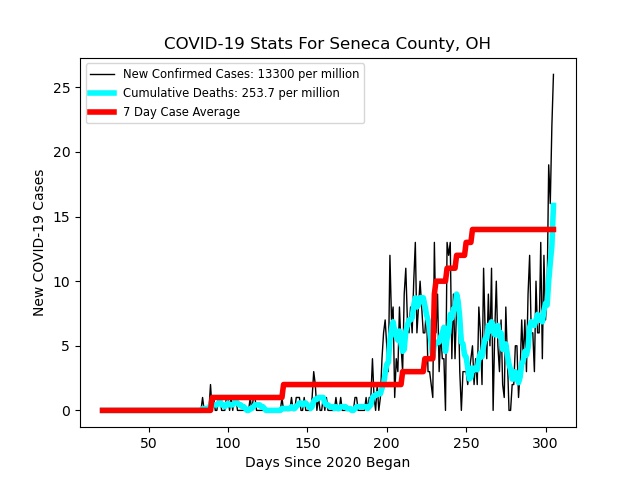 COVID-19 Stats For Seneca County, OH
New Confirmed Cases: 13300 per million
Cumulative Deaths: 253.7 per million
7 Day Case Average
25
20
15
10
5
0
New COVID-19 Cases
50 100 150 200 250 300
Days Since 2020 Began